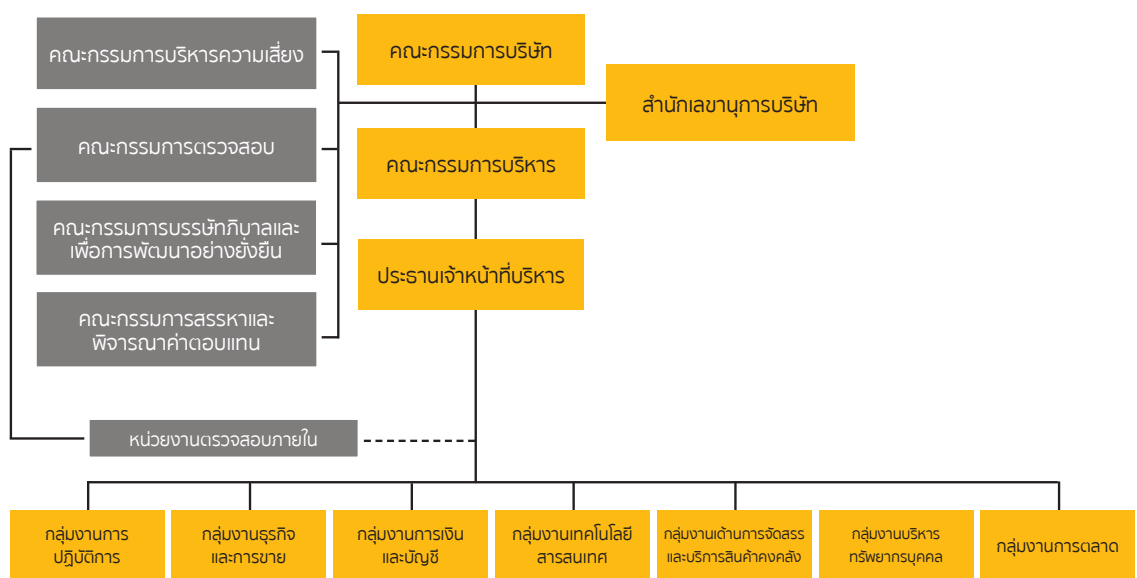 คณะกรรมการบริหารความเสี่ยง
คณะกรรมการบริษัท
สำนักเลขานุการบริษัท
คณะกรรมการตรวจสอบ
คณะกรรมการบริหาร
คณะกรรมการบรรษัทภิบาลและ
เพื่อการพัฒนาอย่างยั่งยืน
ประธานเจ้าหน้าที่บริหาร
คณะกรรมการสรรหาและ
พิจารณาค่าตอบแทน
หน่วยงานตรวจสอบภายใน
กลุ่มงานการ
ปฏิบัติการ
กลุ่มงานธุรกิจ
และการขาย
กลุ่มงานการเงิน
และบัญชี
กลุ่มงานเทคโนโลยี
สารสนเทศ
กลุ่มงานด้านการจัดสรร
และบริการสินค้าคงคลัง
กลุ่มงานบริหาร
ทรัพยากรบุคคล
กลุ่มงานการตลาด